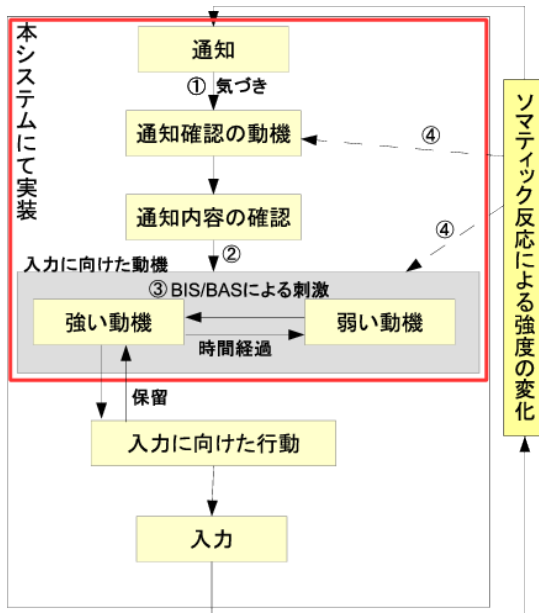 通知
① 気づき
本システムにて実装
通知確認の動機
④
通知内容の確認
②
④
入力に向けた動機
③ BIS/BASによる刺激
強い動機
弱い動機
時間経過
保留
入力に向けた行動
入力
ソマティック反応による強度の変化